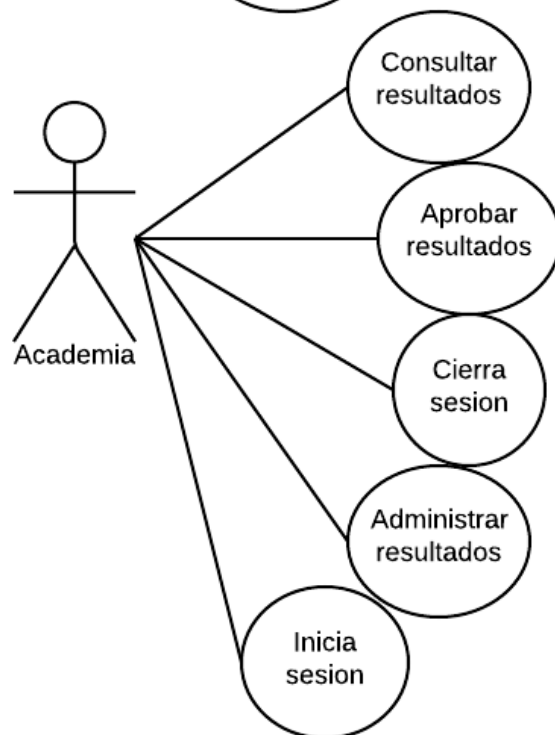 Consultar
resultados
Aprobar
resultados
Academia
Cierra
sesion
Administrar
resultados
Inicia
sesion